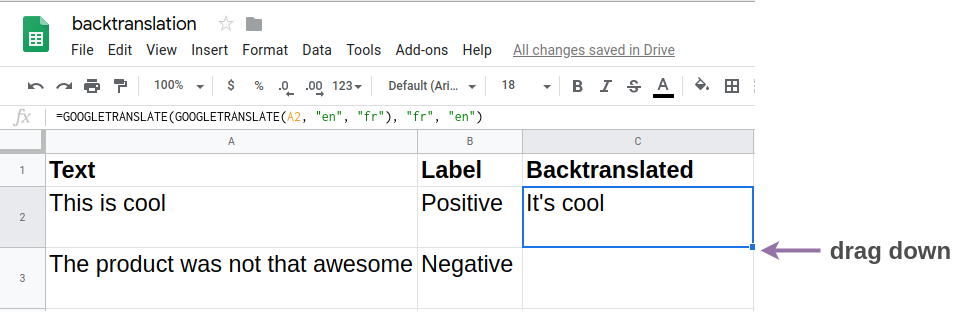 backtranslation
File Edit View Insert Format Data Tools Add-ons Help All changes saved in Drive
100% $ % .0 .00 123 Default (Ari... 18 B I S A
fx =GOOGLETRANSLATE(GOOGLETRANSLATE(A2, "en", "fr"), "fr", "en")
A B C
1 Text Label Backtranslated
2 This is cool Positive It's cool
drag down
3 The product was not that awesome Negative